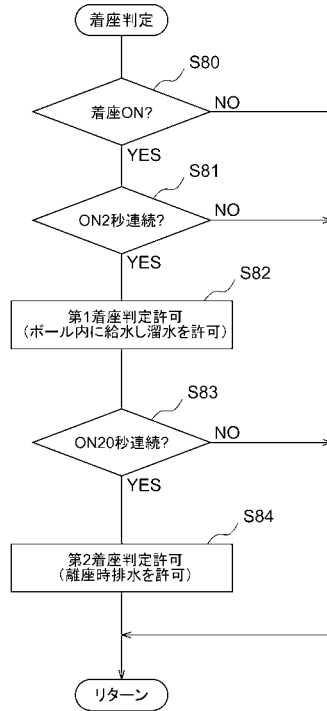 着座判定
S80
着座ON?
NO
YES
S81
ON2秒連続?
NO
YES
S82
第1着座判定許可
(ボール内に給水し溜水を許可)
S83
ON20秒連続?
NO
YES
S84
第2着座判定許可
(離座時排水を許可)
リターン